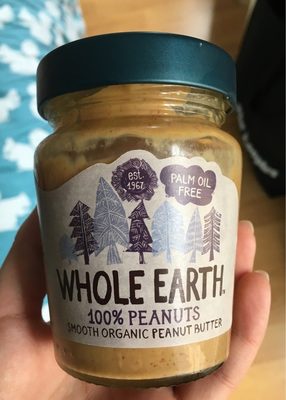 EST.
1967
PALM OIL
FREE
WHOLE EARTH
100% PEANUTS
SMOOTH ORGANIC PEANUT BUTTER